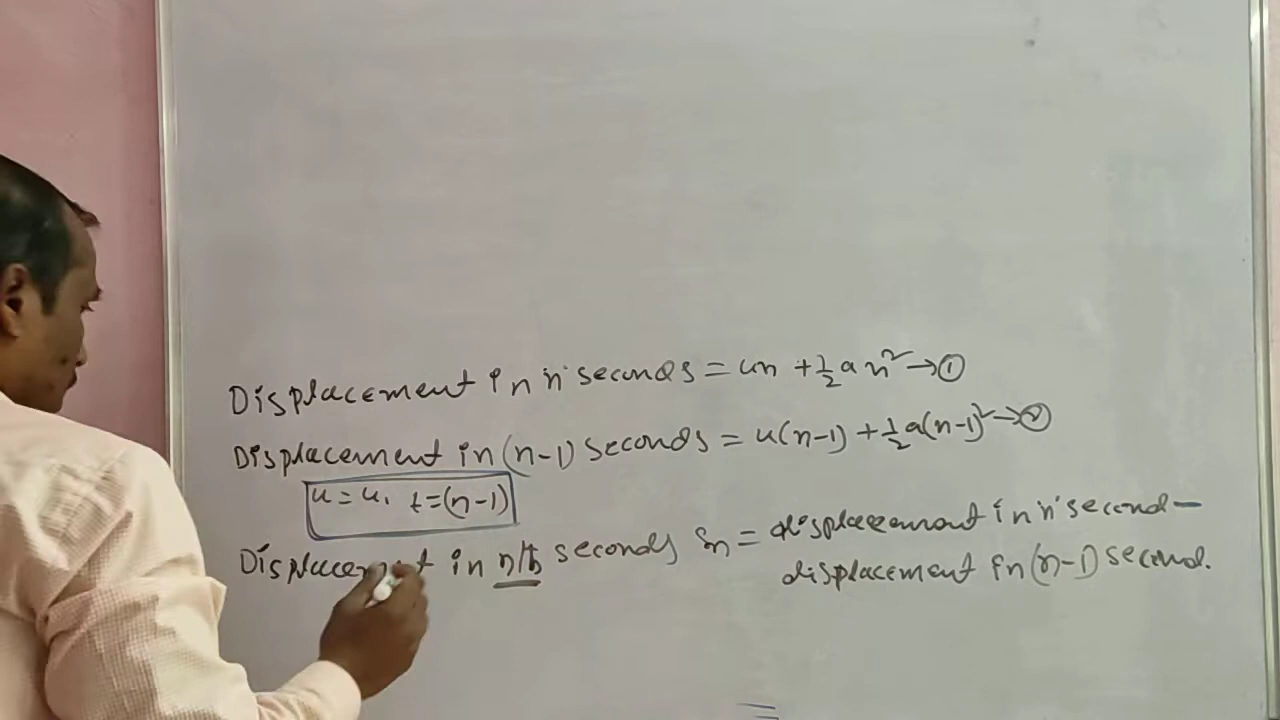 Displacement in 'n' seconds = un + 1/2 an² → ①
Displacement in (n-1) seconds = u(n-1) + 1/2 a(n-1)² → ②
u = u, t = (n-1)
Displacement in nth seconds Sn = displacement in 'n' second -
displacement in (n-1) second.